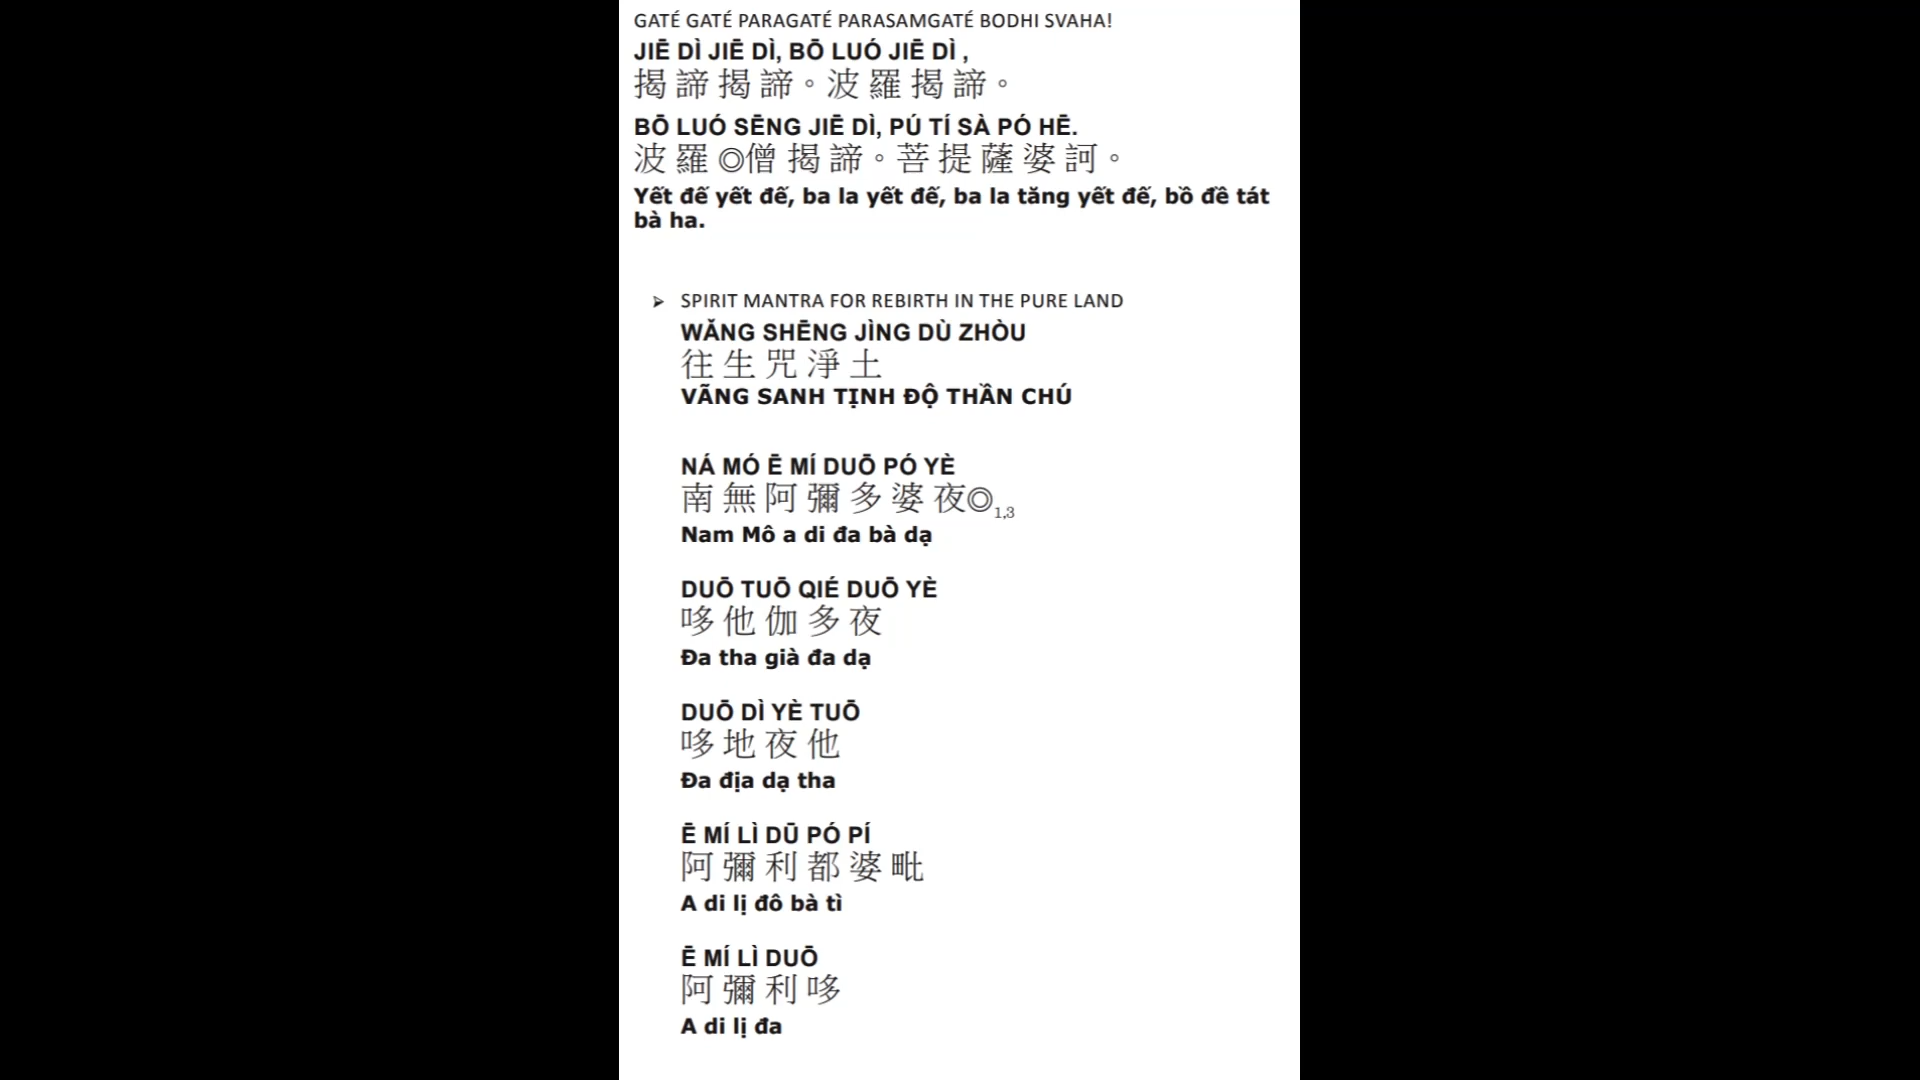 GATÉ GATÉ PARAGATÉ PARASAMGATÉ BODHI SVAHA!
JIĒ DÌ JIĒ DÌ, BŌ LUÓ JIĒ DÌ ,
揭 諦 揭 諦。波 羅 揭 諦。
BŌ LUÓ SĒNG JIĒ DÌ, PÚ TÍ SÀ PÓ HĒ.
波 羅 ◎僧 揭 諦。菩 提 薩 婆 訶。
Yết đế yết đế, ba la yết đế, ba la tăng yết đế, bồ đề tát
bà ha.
➢ SPIRIT MANTRA FOR REBIRTH IN THE PURE LAND
WǍNG SHĒNG JÌNG DÙ ZHÒU
往 生 咒 淨 土
VÃNG SANH TỊNH ĐỘ THẦN CHÚ
NÁ MÓ Ē MÍ DUŌ PÓ YÈ
南 無 阿 彌 多 婆 夜◎1,3
Nam Mô a di đa bà dạ
DUŌ TUŌ QIÉ DUŌ YÈ
哆 他 伽 多 夜
Đa tha già đa dạ
DUŌ DÌ YÈ TUŌ
哆 地 夜 他
Đa địa dạ tha
Ē MÍ LÌ DŪ PÓ PÍ
阿 彌 利 都 婆 毗
A di lị đô bà tì
Ē MÍ LÌ DUŌ
阿 彌 利 哆
A di lị đa